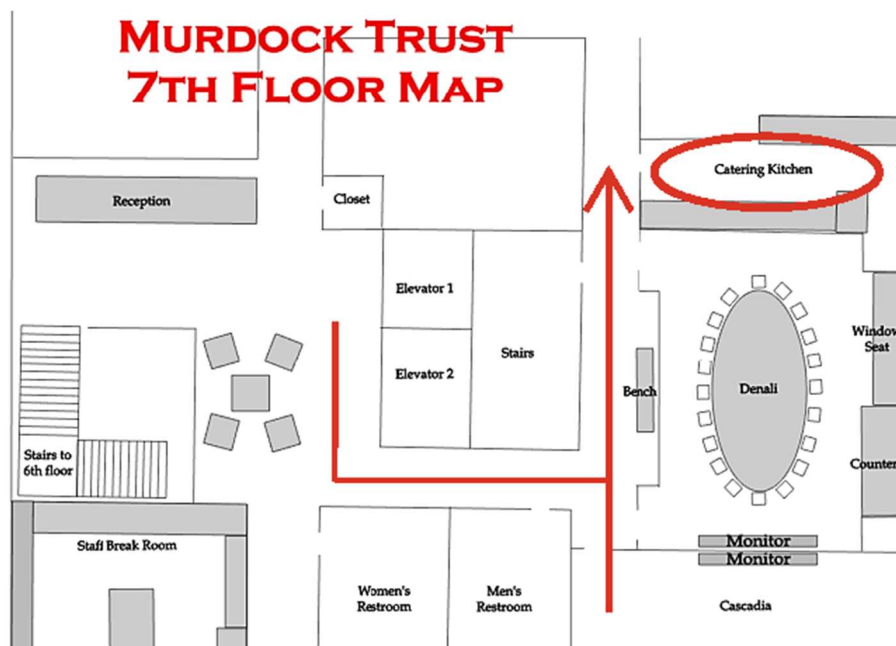 MURDOCK TRUST
7TH FLOOR MAP
Catering Kitchen
Reception
Closet
Elevator 1
Window
Seat
Stairs
Elevator 2
Bench
Denali
Stairs to
6th floor
Counter
Staff Break Room
Monitor
Monitor
Women's
Restroom
Men's
Restroom
Cascadia